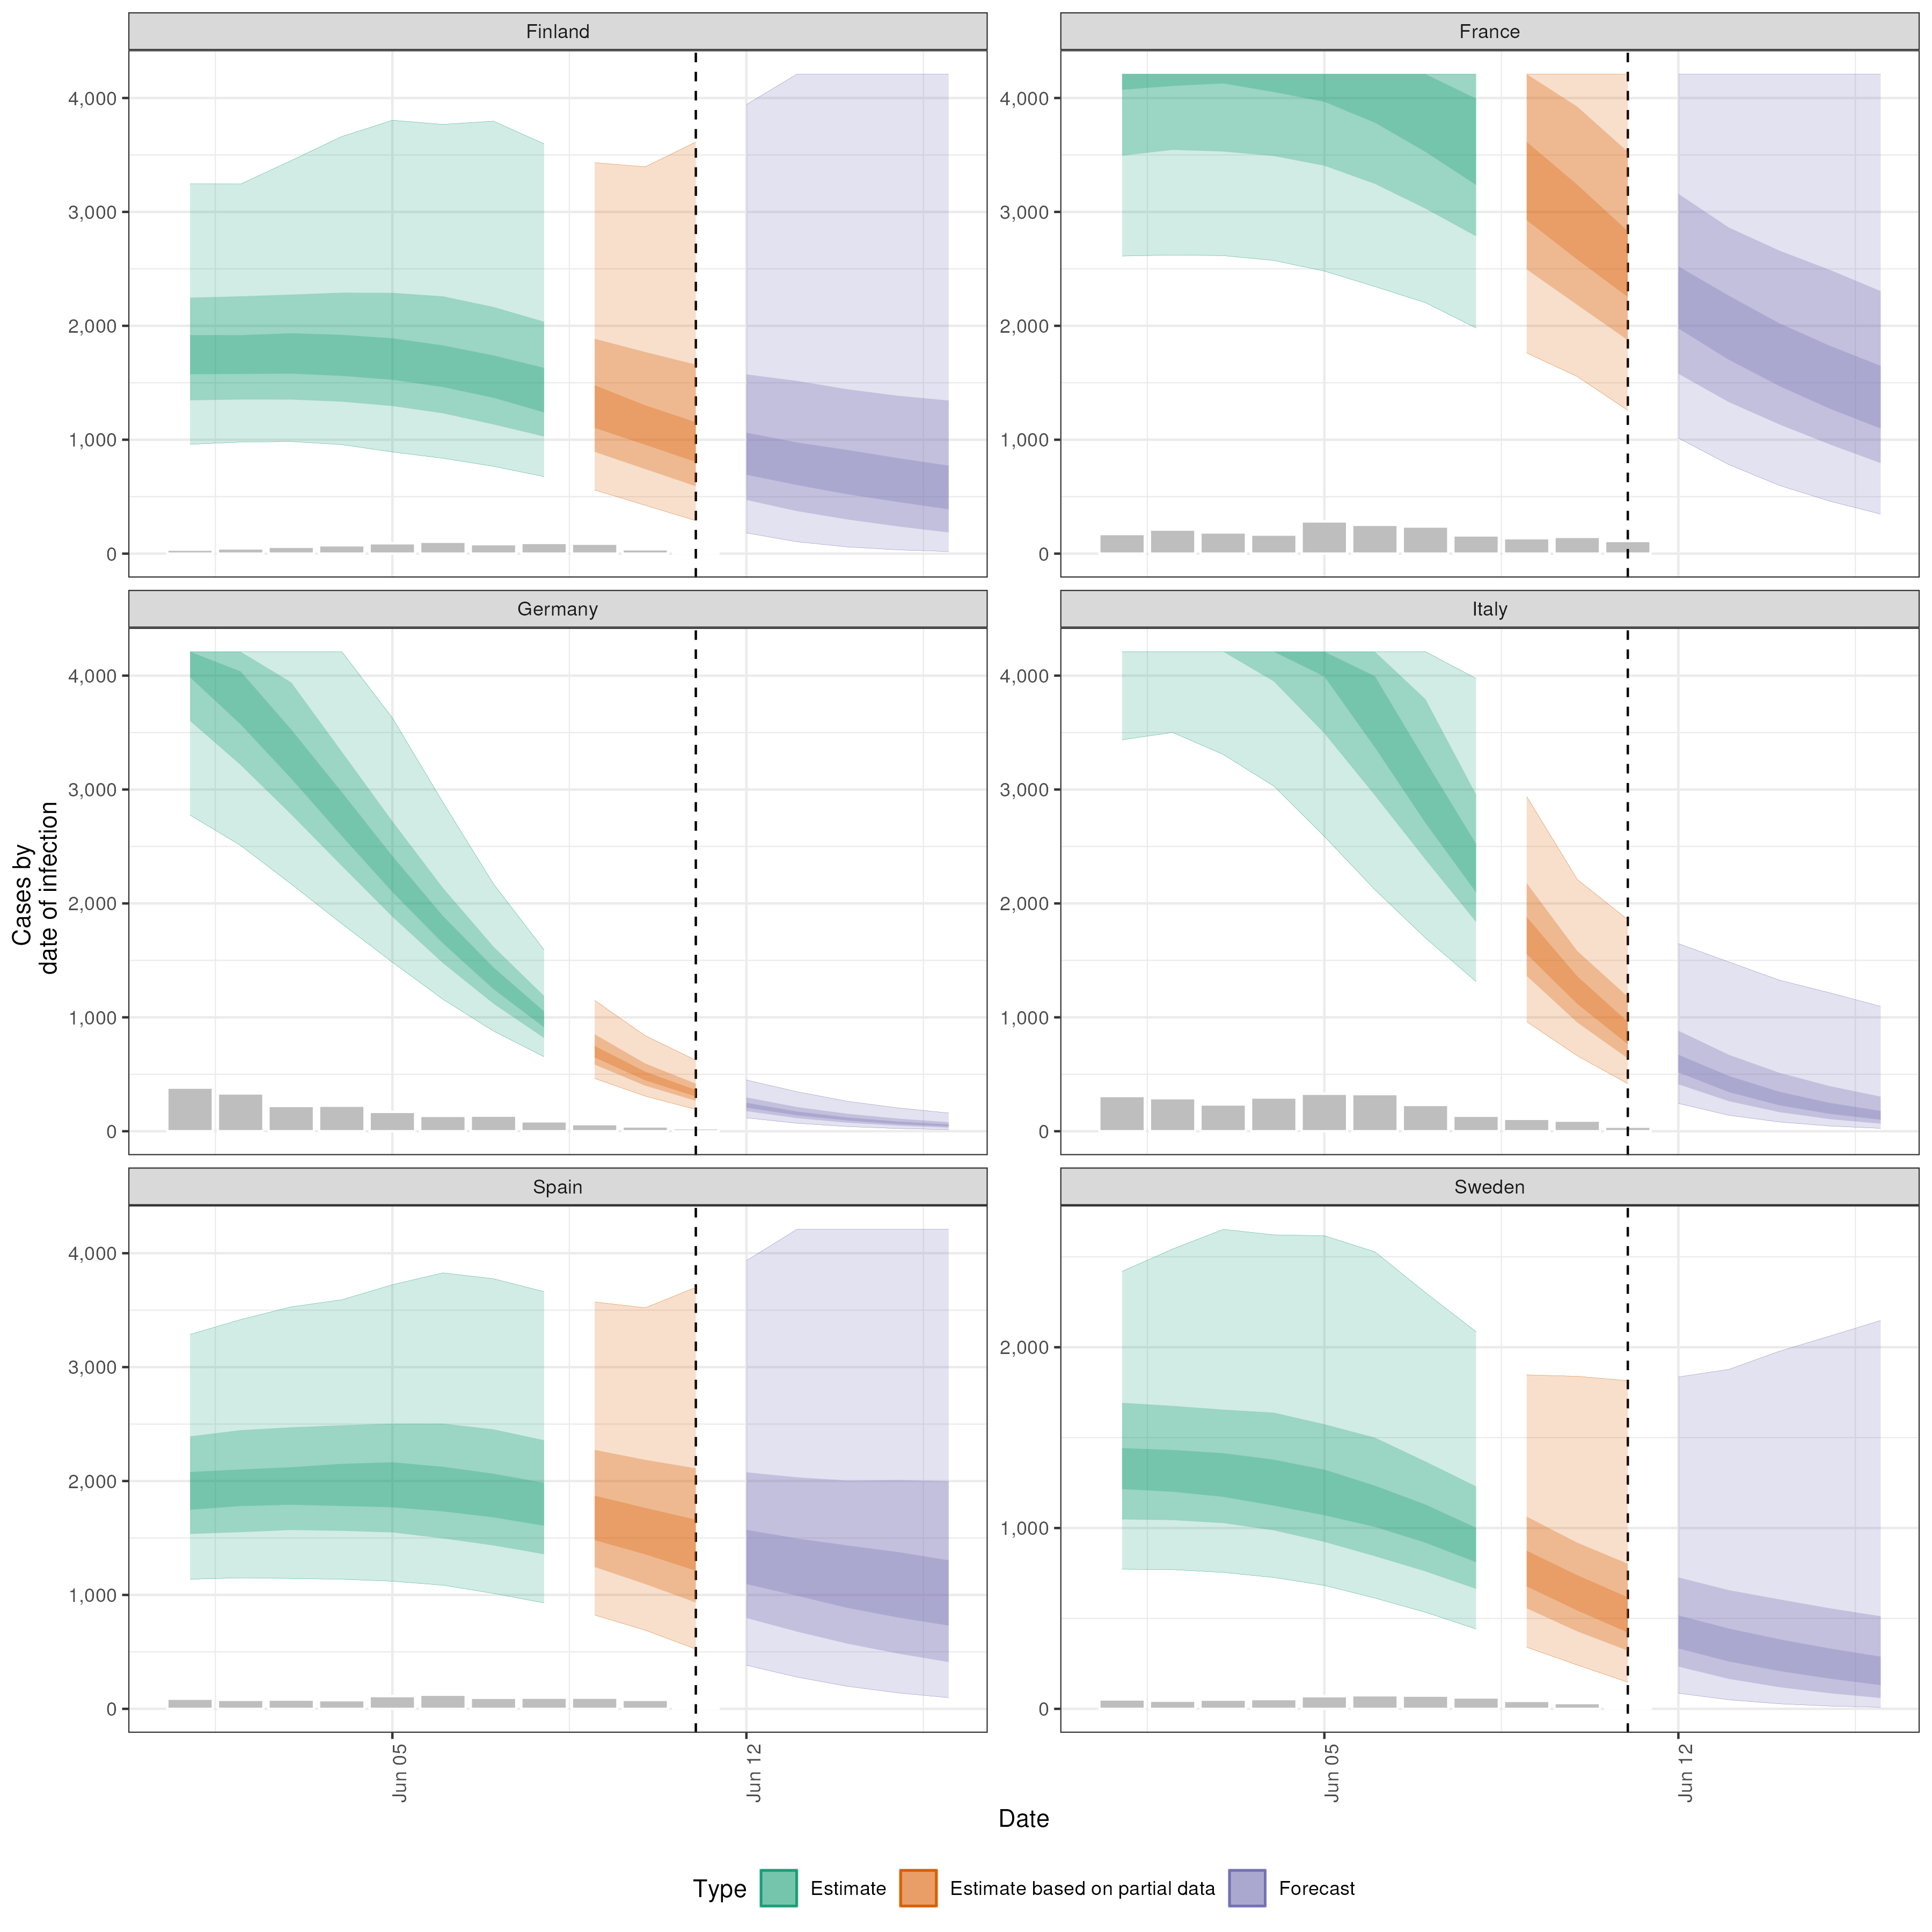 Finland
France
4,000
3,000
2,000
1,000
0
4,000
3,000
2,000
1,000
0
Germany
Italy
4,000
3,000
2,000
1,000
0
4,000
3,000
2,000
1,000
0
Cases by
date of infection
Spain
Sweden
4,000
3,000
2,000
1,000
0
2,000
1,000
0
Jun 05
Jun 12
Jun 05
Jun 12
Date
Type Estimate Estimate based on partial data Forecast